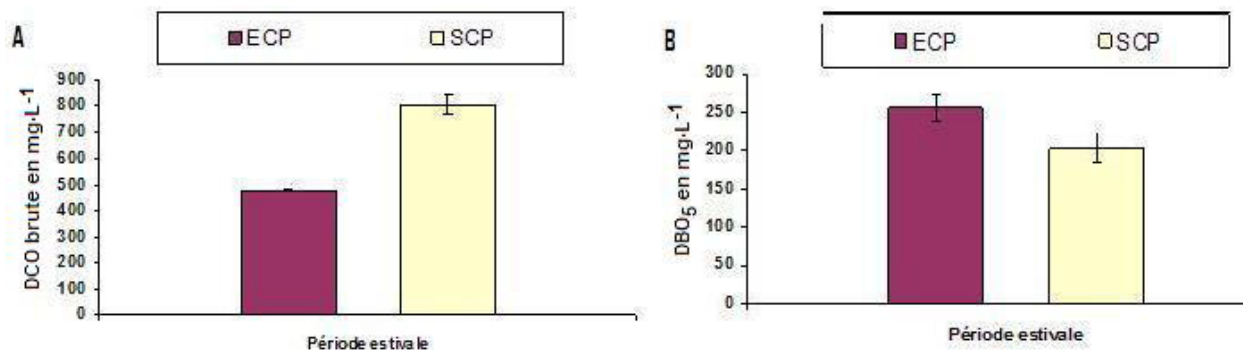 A
ECP SCP
DCO brute en mg·L-1
900
800
700
600
500
400
300
200
100
0
Période estivale
B
ECP SCP
DBO5 en mg·L-1
300
250
200
150
100
50
0
Période estivale